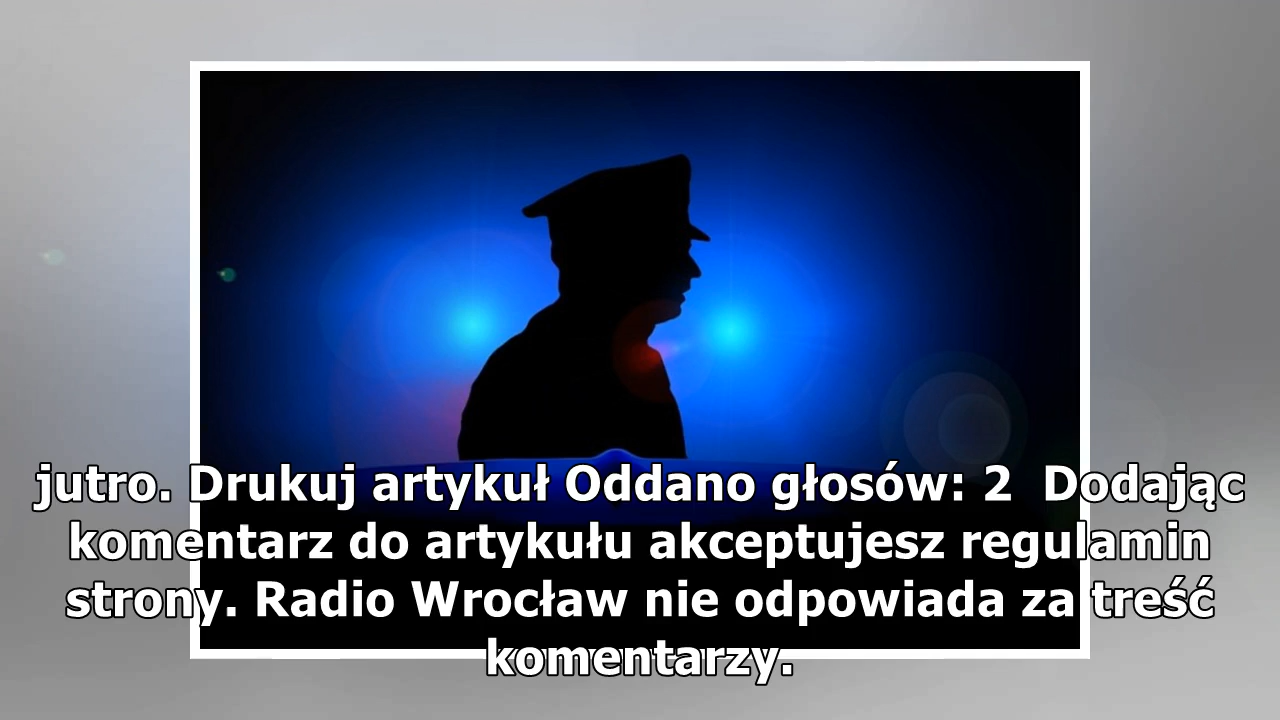 jutro. Drukuj artykuł Oddano głosów: 2 Dodając
komentarz do artykułu akceptujesz regulamin
strony. Radio Wrocław nie odpowiada za treść
komentarzy.